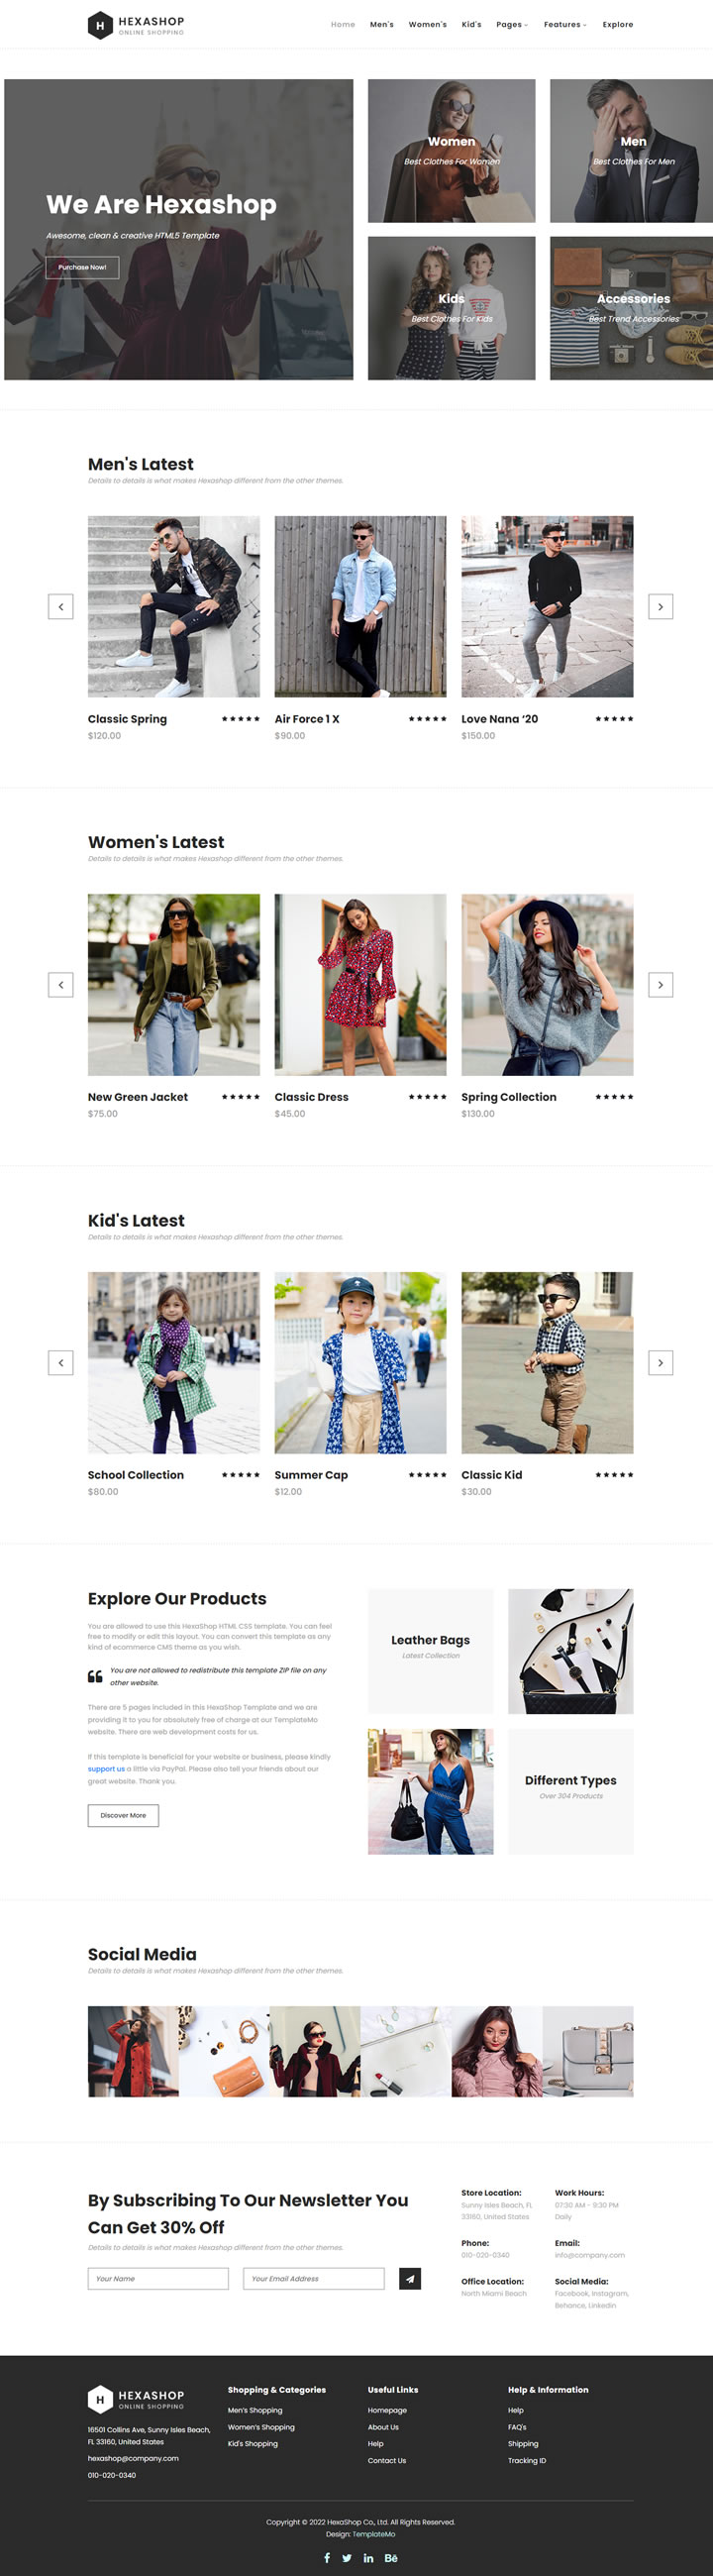 HEXASHOP
ONLINE SHOPPING
Home Men's Women's Kid's Pages Features Explore
We Are Hexashop
Awesome, clean & creative HTML5 Template
Purchase Now!
Women
Best Clothes For Women
Men
Best Clothes For Men
Kids
Best Clothes For Kids
Accessories
Best Trend Accessories
Men's Latest
Details to details is what makes Hexashop different from the other themes.
Classic Spring
$120.00
Air Force 1 X
$90.00
Love Nana ‘20
$150.00
Women's Latest
Details to details is what makes Hexashop different from the other themes.
New Green Jacket
$75.00
Classic Dress
$45.00
Spring Collection
$130.00
Kid's Latest
Details to details is what makes Hexashop different from the other themes.
School Collection
$80.00
Summer Cap
$12.00
Classic Kid
$30.00
Explore Our Products
You are allowed to use this HexaShop HTML CSS template. You can feel
free to modify or edit this layout. You can convert this template as any
kind of ecommerce CMS theme as you wish.
You are not allowed to redistribute this template ZIP file on any
other website.
There are 5 pages included in this HexaShop Template and we are
providing it to you for absolutely free of charge at our TemplateMo
website. There are web development costs for us.
If this template is beneficial for your website or business, please kindly
support us a little via PayPal. Please also tell your friends about our
great website. Thank you.
Discover More
Leather Bags
Latest Collection
Different Types
Over 304 Products
Social Media
Details to details is what makes Hexashop different from the other themes.
By Subscribing To Our Newsletter You
Can Get 30% Off
Details to details is what makes Hexashop different from the other themes.
Your Name
Your Email Address
Store Location:
Sunny Isles Beach, FL
33160, United States
Phone:
010-020-0340
Office Location:
North Miami Beach
Work Hours:
07:30 AM - 9:30 PM
Daily
Email:
info@company.com
Social Media:
Facebook, Instagram,
Behance, Linkedin
HEXASHOP
ONLINE SHOPPING
16501 Collins Ave, Sunny Isles Beach,
FL 33160, United States
hexashop@company.com
010-020-0340
Shopping & Categories
Men's Shopping
Women's Shopping
Kid's Shopping
Useful Links
Homepage
About Us
Help
Contact Us
Help & Information
Help
FAQ's
Shipping
Tracking ID
Copyright © 2022 HexaShop Co., Ltd. All Rights Reserved.
Design: TemplateMo